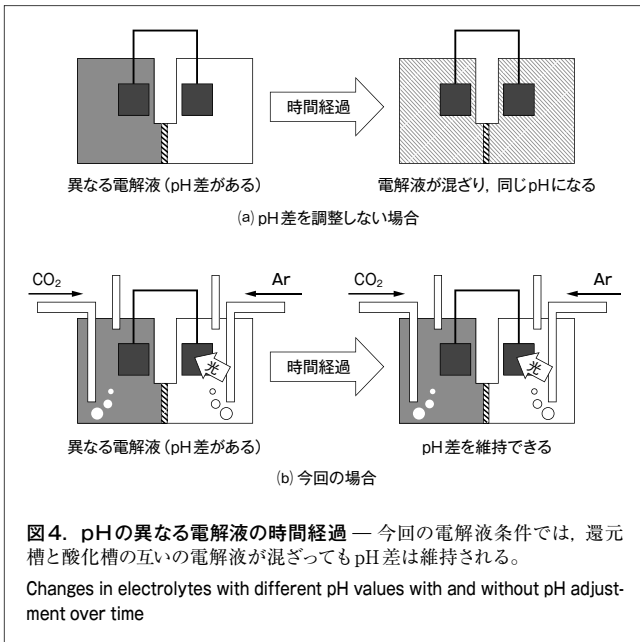 時間経過
異なる電解液（pH差がある）
電解液が混ざり，同じpHになる
(a) pH差を調整しない場合
CO₂
Ar
CO₂
Ar
光
時間経過
光
異なる電解液（pH差がある）
pH差を維持できる
(b) 今回の場合
図4．pHの異なる電解液の時間経過 — 今回の電解液条件では，還元
槽と酸化槽の互いの電解液が混ざってもpH差は維持される。
Changes in electrolytes with different pH values with and without pH adjust-
ment over time